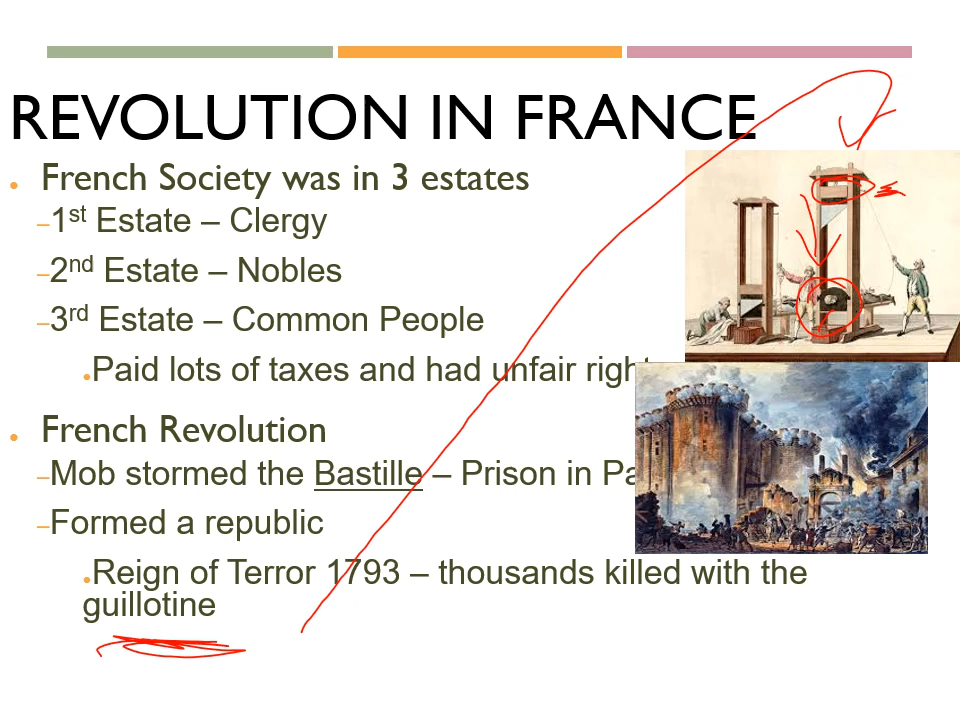 REVOLUTION IN FRANCE
• French Society was in 3 estates
–1st Estate – Clergy
–2nd Estate – Nobles
–3rd Estate – Common People
•Paid lots of taxes and had unfair
• French Revolution
–Mob stormed the Bastille – Prison in
–Formed a republic
•Reign of Terror 1793 – thousands killed with the
guillotine